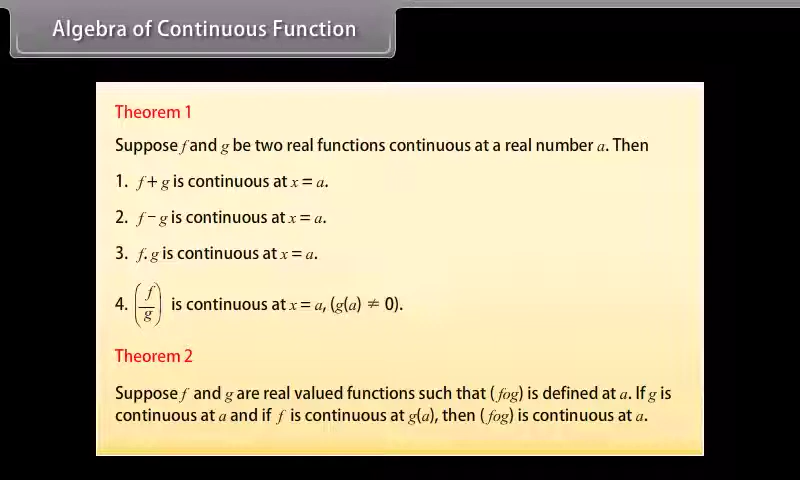 Algebra of Continuous Function
Theorem 1
Suppose f and g be two real functions continuous at a real number a. Then
1. f + g is continuous at x = a.
2. f − g is continuous at x = a.
3. f. g is continuous at x = a.
4. (f/g) is continuous at x = a, (g(a) ≠ 0).
Theorem 2
Suppose f and g are real valued functions such that (fog) is defined at a. If g is
continuous at a and if f is continuous at g(a), then (fog) is continuous at a.